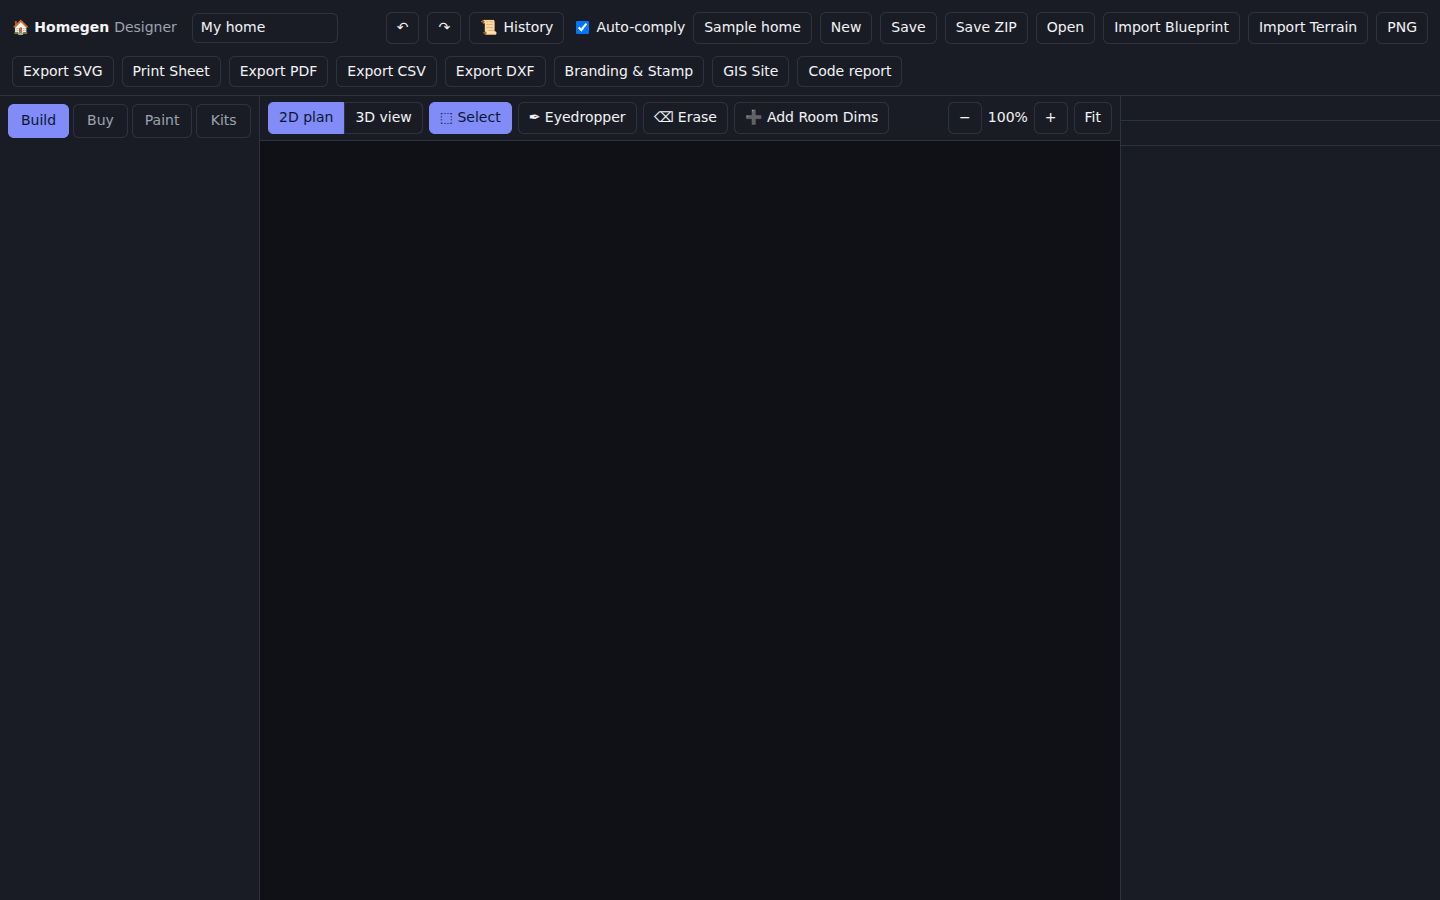 🏠 Homegen Designer My home ↶ ↷ 📜 History Auto-comply Sample home New Save Save ZIP Open Import Blueprint Import Terrain PNG
Export SVG Print Sheet Export PDF Export CSV Export DXF Branding & Stamp GIS Site Code report
Build Buy Paint Kits 2D plan 3D view ⬚ Select ✒ Eyedropper ⌫ Erase ➕ Add Room Dims − 100% + Fit